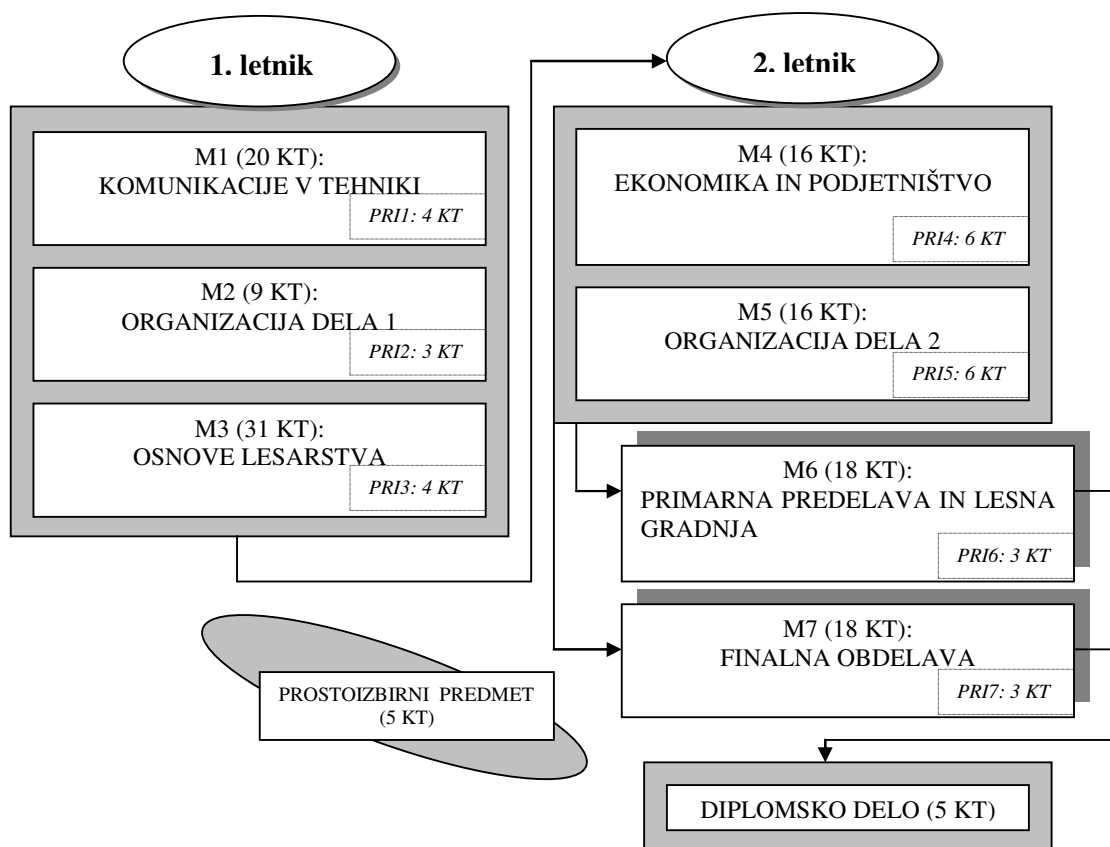 1. letnik
M1 (20 KT):
KOMUNIKACIJE V TEHNIKI
PRI1: 4 KT
M2 (9 KT):
ORGANIZACIJA DELA 1
PRI2: 3 KT
M3 (31 KT):
OSNOVE LESARSTVA
PRI3: 4 KT
PROSTOIZBIRNI PREDMET
(5 KT)
2. letnik
M4 (16 KT):
EKONOMIKA IN PODJETNIŠTVO
PRI4: 6 KT
M5 (16 KT):
ORGANIZACIJA DELA 2
PRI5: 6 KT
M6 (18 KT):
PRIMARNA PREDELAVA IN LESNA
GRADNJA
PRI6: 3 KT
M7 (18 KT):
FINALNA OBDELAVA
PRI7: 3 KT
DIPLOMSKO DELO (5 KT)